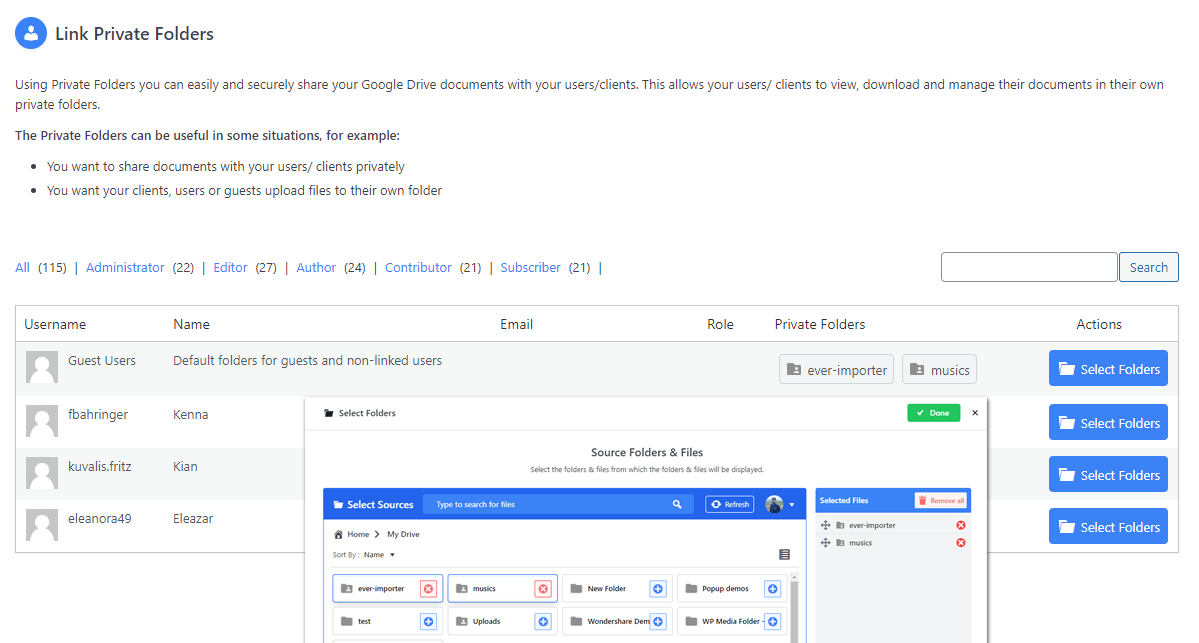 Link Private Folders
Using Private Folders you can easily and securely share your Google Drive documents with your users/clients. This allows your users/ clients to view, download and manage their documents in their own
private folders.
The Private Folders can be useful in some situations, for example:
You want to share documents with your users/ clients privately
You want your clients, users or guests upload files to their own folder
All (115) | Administrator (22) | Editor (27) | Author (24) | Contributor (21) | Subscriber (21) | Search
Username Name Email Role Private Folders Actions
Guest Users Default folders for guests and non-linked users ever-importer musics Select Folders
fbahringer Kenna Select Folders
kuvalis.fritz Kian Select Folders
eleanora49 Eleazar Select Folders
Select Folders Done
Source Folders & Files
Select the folders & files from which the folders & files will be displayed.
Select Sources Type to search for files Refresh
Selected Files Remove all
ever-importer
musics
Home My Drive
Sort By : Name
ever-importer musics New Folder Popup demos
test Uploads Wondershare Dem WP Media Folder -